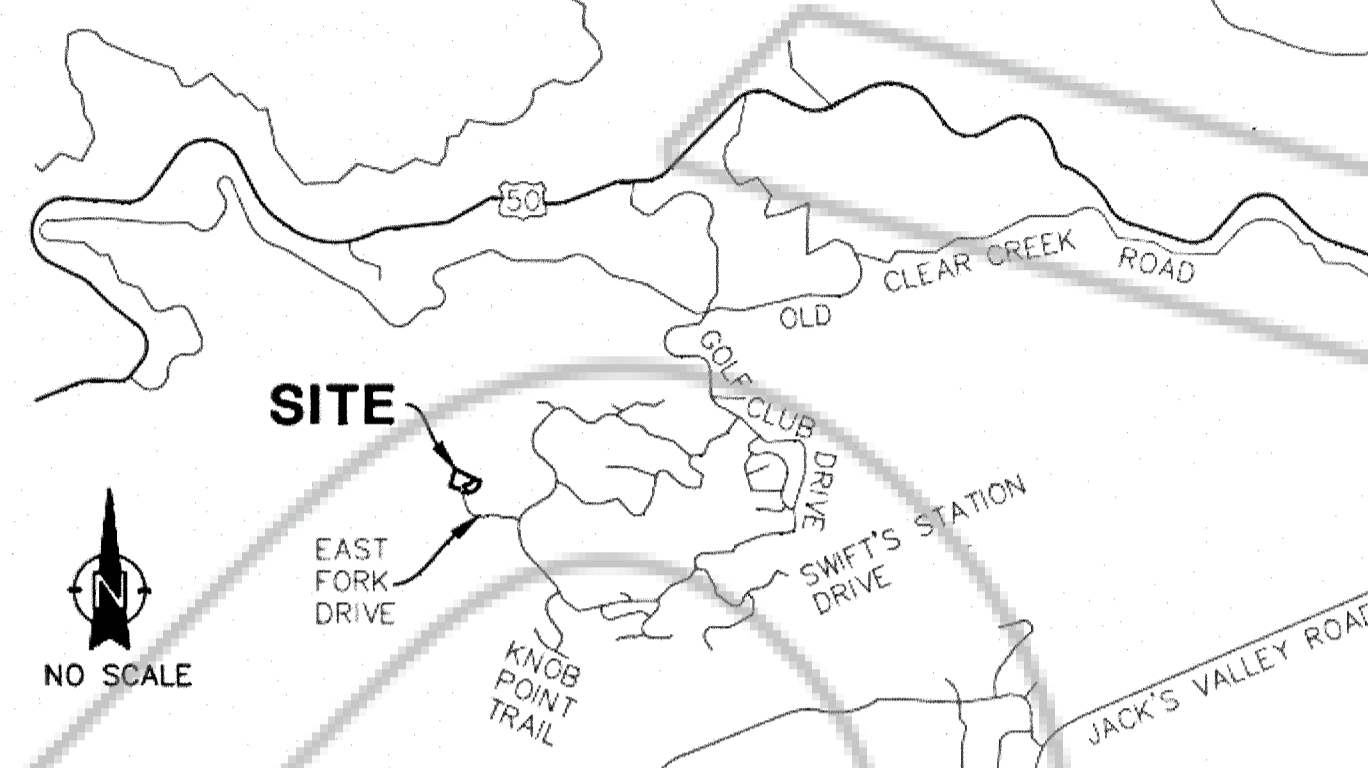 50
CLEAR CREEK
ROAD
OLD
GOLF
CLUB
DRIVE
SITE
SWIFT'S STATION
DRIVE
EAST
FORK
DRIVE
N
NO SCALE
KNOB
POINT
TRAIL
JACK'S VALLEY ROAD